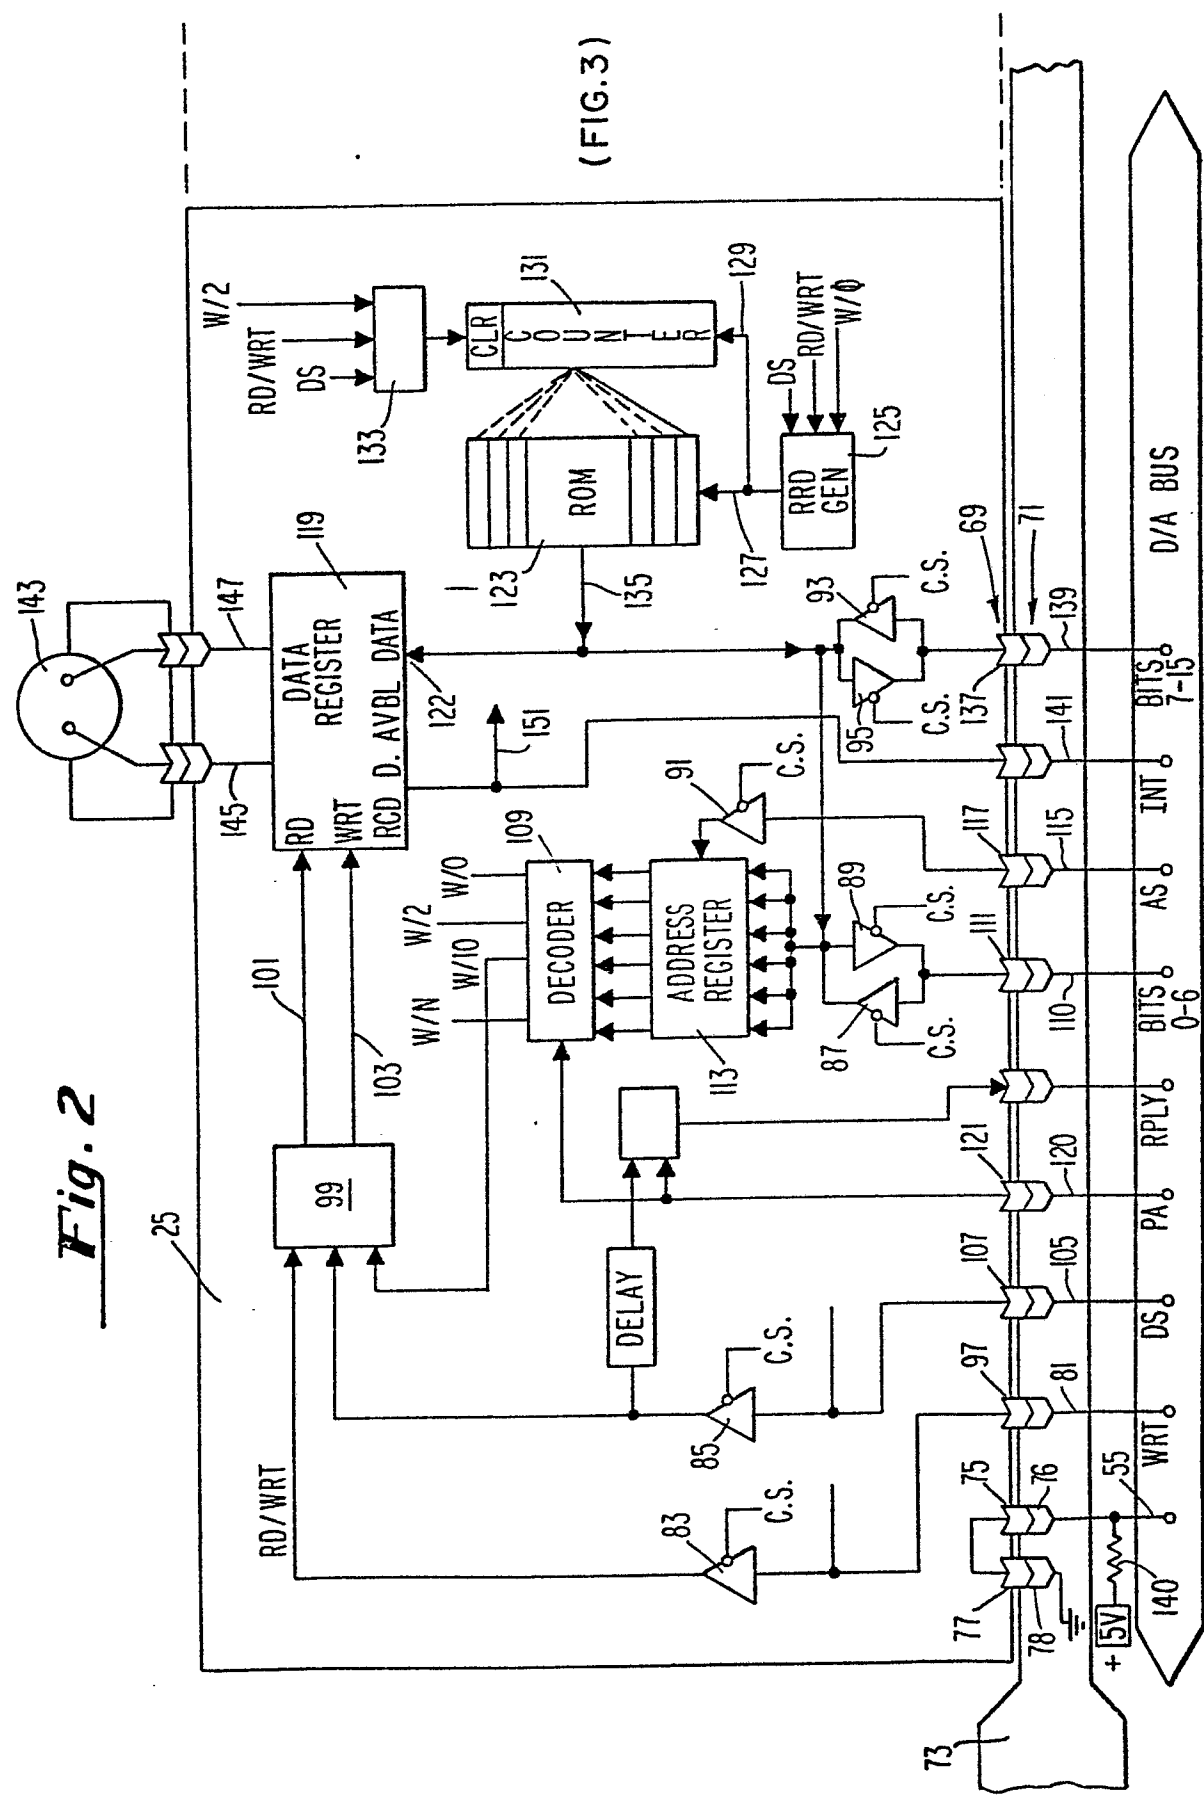 Fig. 2
(FIG.3)
25
143
145
147
RD/WRT
99
101
103
RD
WRT
RCD
D. AVBL
DATA
DATA
REGISTER
119
122
151
W/N
W/10
W/2
W/0
DECODER
109
ADDRESS
REGISTER
113
91
C.S.
87
C.S.
89
C.S.
95
C.S.
93
C.S.
DELAY
83
C.S.
85
C.S.
RD/WRT
DS
W/2
133
CLR
COUNTER
131
ROM
1
123
135
127
129
RRD
GEN
125
DS
RD/WRT
W/0
77
75
97
107
121
111
117
137
69
71
73
78
76
55
81
105
120
110
115
141
139
+5V
140
WRT
DS
PA
RPLY
BITS
0-6
AS
INT
BITS
7-15
D/A BUS